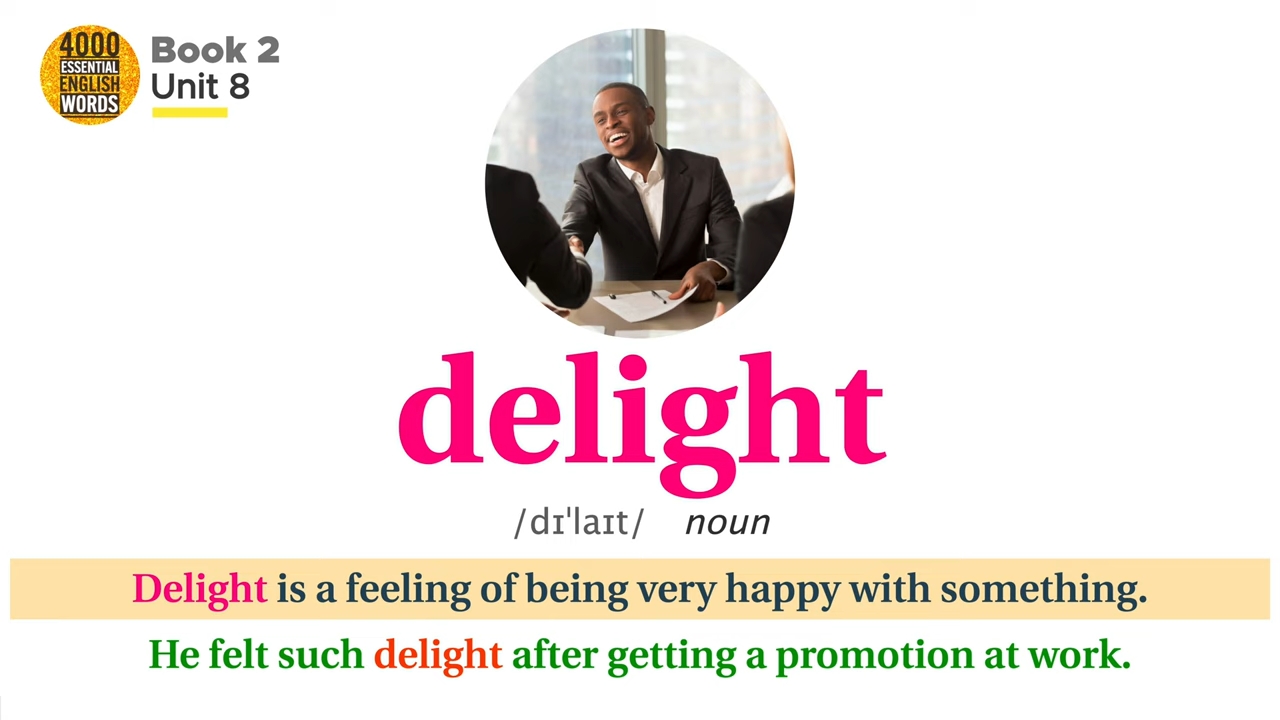 4000
ESSENTIAL
ENGLISH
WORDS
Book 2
Unit 8
delight
/dɪˈlaɪt/ noun
Delight is a feeling of being very happy with something.
He felt such delight after getting a promotion at work.